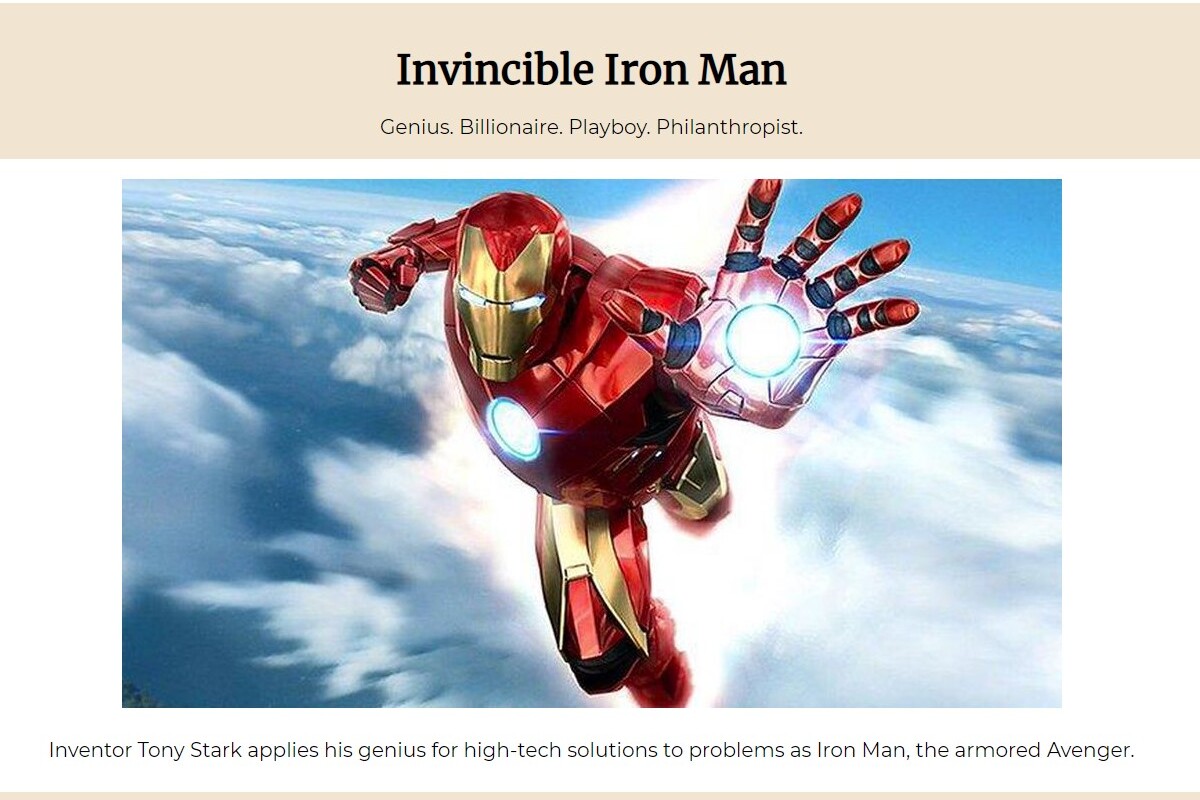 Invincible Iron Man
Genius. Billionaire. Playboy. Philanthropist.
Inventor Tony Stark applies his genius for high-tech solutions to problems as Iron Man, the armored Avenger.